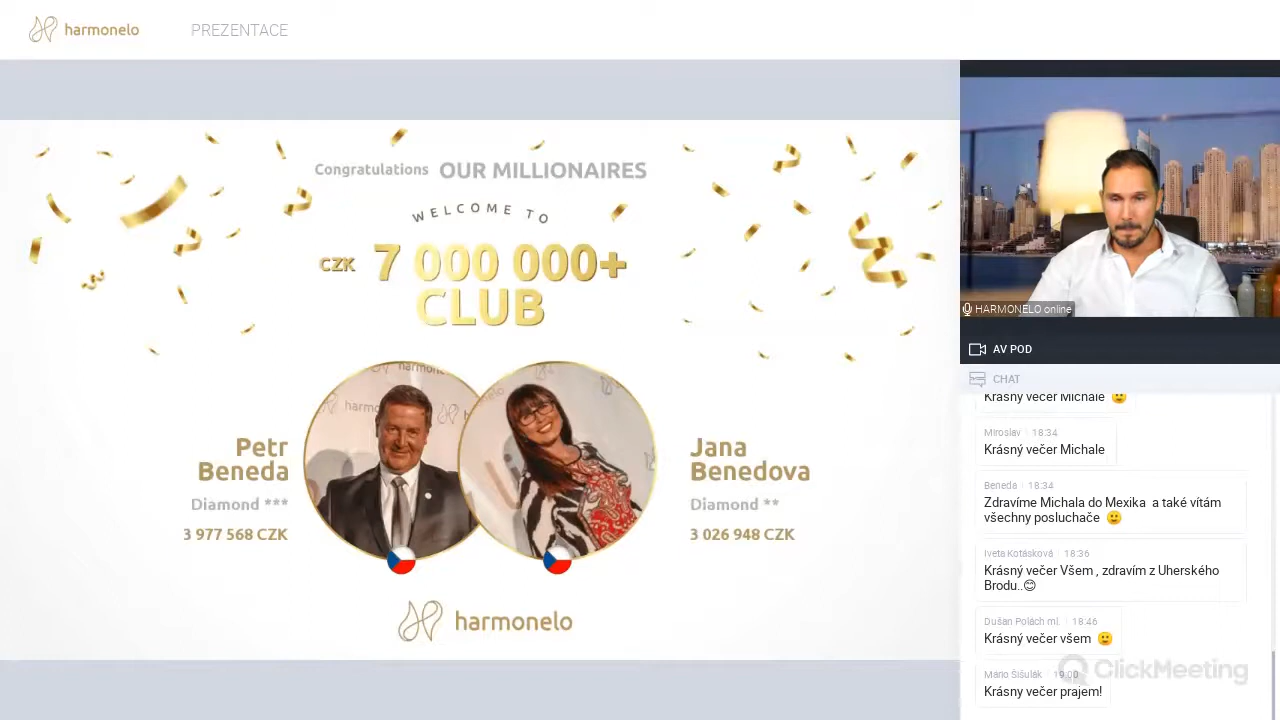 harmonelo
PREZENTACE
Congratulations OUR MILLIONAIRES
WELCOME TO
CZK 7 000 000+
CLUB
harmonelo
Petr
Beneda
Diamond ***
3 977 568 CZK
Jana
Benedova
Diamond **
3 026 948 CZK
harmonelo
HARMONELO online
AV POD
CHAT
Krásný večer Michale 🙂
Miroslav 18:34
Krásný večer Michale
Beneda 18:34
Zdravíme Michala do Mexika a také vítám
všechny posluchače 🙂
Iveta Kotásková 18:36
Krásný večer Všem , zdravím z Uherského
Brodu..😊
Dušan Polách ml. 18:46
Krásný večer všem 🙂
ClickMeeting
Mário Šišulák 19:00
Krásny večer prajem!